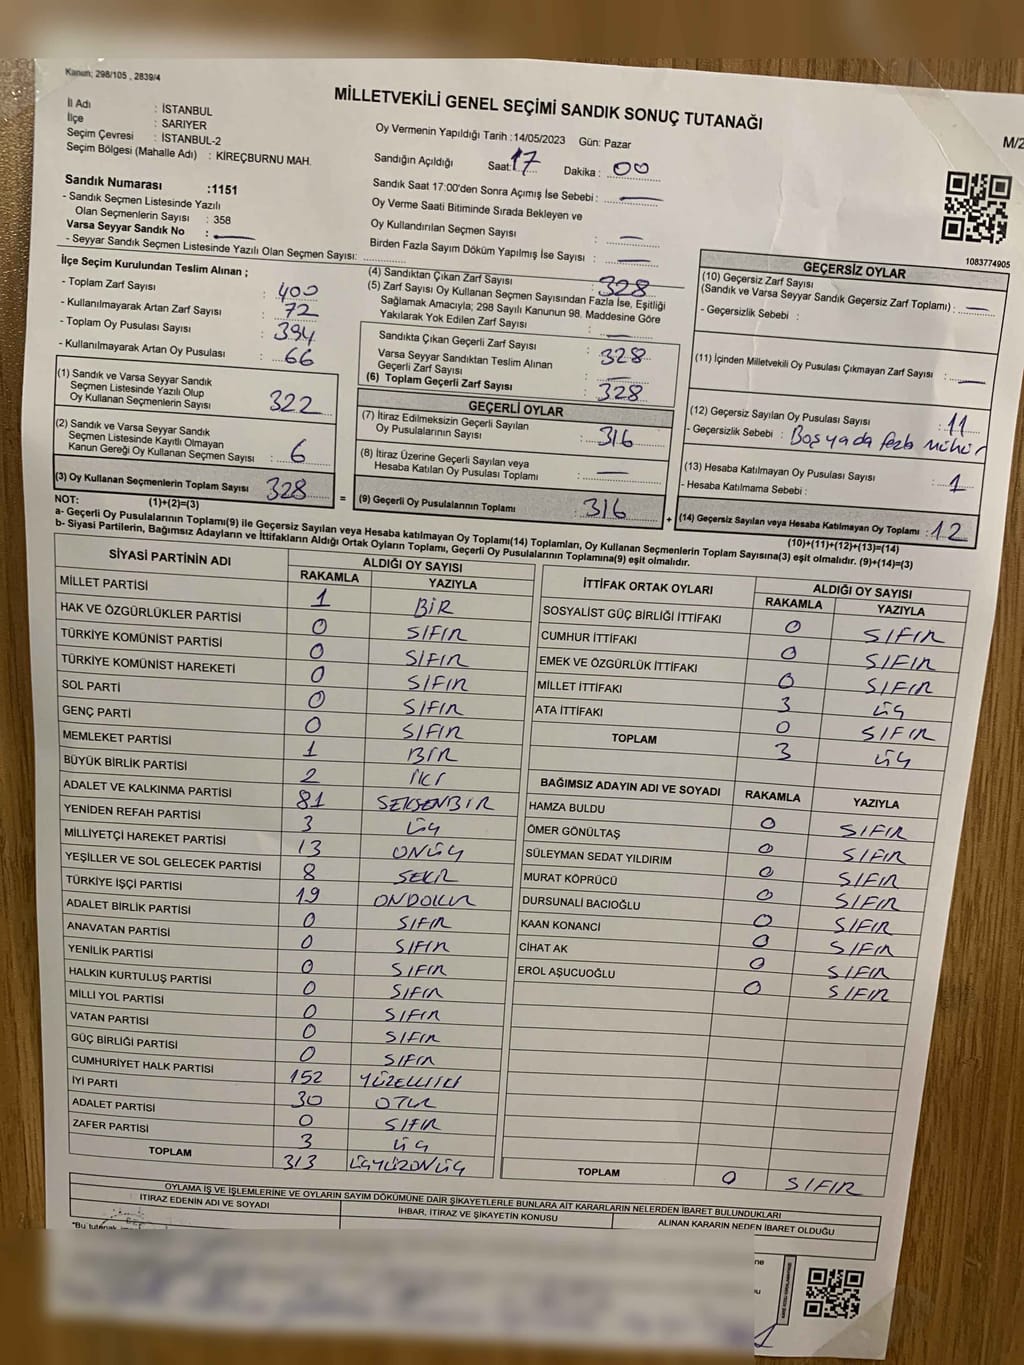 Kanun; 298/105 , 2839/4
MİLLETVEKİLİ GENEL SEÇİMİ SANDIK SONUÇ TUTANAĞI
M/2
İl Adı : İSTANBUL
İlçe : SARIYER
Seçim Çevresi : İSTANBUL-2
Seçim Bölgesi (Mahalle Adı) : KİREÇBURNU MAH.
Oy Vermenin Yapıldığı Tarih :14/05/2023 Gün: Pazar
Sandığın Açıldığı Saat: 17 Dakika : 00
Sandık Saat 17:00'den Sonra Açımış İse Sebebi : —
Oy Verme Saati Bitiminde Sırada Bekleyen ve
Oy Kullandırılan Seçmen Sayısı : —
Birden Fazla Sayım Döküm Yapılmış İse Sayısı : —
Sandık Numarası :1151
- Sandık Seçmen Listesinde Yazılı
Olan Seçmenlerin Sayısı : 358
Varsa Seyyar Sandık No : —
- Seyyar Sandık Seçmen Listesinde Yazılı Olan Seçmen Sayısı:
1083774905
İlçe Seçim Kurulundan Teslim Alınan ;
- Toplam Zarf Sayısı : 400
- Kullanılmayarak Artan Zarf Sayısı : 72
- Toplam Oy Pusulası Sayısı : 394
- Kullanılmayarak Artan Oy Pusulası : 66
(1) Sandık ve Varsa Seyyar Sandık
Seçmen Listesinde Yazılı Olup
Oy Kullanan Seçmenlerin Sayısı 322
(2) Sandık ve Varsa Seyyar Sandık
Seçmen Listesinde Kayıtlı Olmayan
Kanun Gereği Oy Kullanan Seçmen Sayısı : 6
(3) Oy Kullanan Seçmenlerin Toplam Sayısı 328
(1)+(2)=(3)
(4) Sandıktan Çıkan Zarf Sayısı : 328
(5) Zarf Sayısı Oy Kullanan Seçmen Sayısından Fazla İse, Eşitliği
Sağlamak Amacıyla; 298 Sayılı Kanunun 98. Maddesine Göre
Yakılarak Yok Edilen Zarf Sayısı : —
Sandıkta Çıkan Geçerli Zarf Sayısı : 328
Varsa Seyyar Sandıktan Teslim Alınan
Geçerli Zarf Sayısı : —
(6) Toplam Geçerli Zarf Sayısı : 328
GEÇERLİ OYLAR
(7) İtiraz Edilmeksizin Geçerli Sayılan
Oy Pusulalarının Sayısı : 316
(8) İtiraz Üzerine Geçerli Sayılan veya
Hesaba Katılan Oy Pusulası Toplamı : —
= (9) Geçerli Oy Pusulalarının Toplamı : 316 +
GEÇERSİZ OYLAR
(10) Geçersiz Zarf Sayısı
(Sandık ve Varsa Seyyar Sandık Geçersiz Zarf Toplamı) : —
- Geçersizlik Sebebi :
(11) İçinden Milletvekili Oy Pusulası Çıkmayan Zarf Sayısı : —
(12) Geçersiz Sayılan Oy Pusulası Sayısı : 11
- Geçersizlik Sebebi : Boş yada fazla mühür
(13) Hesaba Katılmayan Oy Pusulası Sayısı : 1
- Hesaba Katılmama Sebebi :
(14) Geçersiz Sayılan veya Hesaba Katılmayan Oy Toplamı : 12
(10)+(11)+(12)+(13)=(14)
NOT:
a- Geçerli Oy Pusulalarının Toplamı(9) ile Geçersiz Sayılan veya Hesaba katılmayan Oy Toplamı(14) Toplamları, Oy Kullanan Seçmenlerin Toplam Sayısına(3) eşit olmalıdır. (9)+(14)=(3)
b- Siyasi Partilerin, Bağımsız Adayların ve İttifakların Aldığı Ortak Oyların Toplamı, Geçerli Oy Pusulalarının Toplamına(9) eşit olmalıdır.
SİYASİ PARTİNİN ADI ALDIĞI OY SAYISI
RAKAMLA YAZIYLA
MİLLET PARTİSİ 1 BİR
HAK VE ÖZGÜRLÜKLER PARTİSİ 0 SIFIR
TÜRKİYE KOMÜNİST PARTİSİ 0 SIFIR
TÜRKİYE KOMÜNİST HAREKETİ 0 SIFIR
SOL PARTİ 0 SIFIR
GENÇ PARTİ 0 SIFIR
MEMLEKET PARTİSİ 1 BİR
BÜYÜK BİRLİK PARTİSİ 2 İKİ
ADALET VE KALKINMA PARTİSİ 81 SEKSENBİR
YENİDEN REFAH PARTİSİ 3 ÜÇ
MİLLİYETÇİ HAREKET PARTİSİ 13 ONÜÇ
YEŞİLLER VE SOL GELECEK PARTİSİ 8 SEKİZ
TÜRKİYE İŞÇİ PARTİSİ 19 ONDOKUZ
ADALET BİRLİK PARTİSİ 0 SIFIR
ANAVATAN PARTİSİ 0 SIFIR
YENİLİK PARTİSİ 0 SIFIR
HALKIN KURTULUŞ PARTİSİ 0 SIFIR
MİLLİ YOL PARTİSİ 0 SIFIR
VATAN PARTİSİ 0 SIFIR
GÜÇ BİRLİĞİ PARTİSİ 0 SIFIR
CUMHURİYET HALK PARTİSİ 152 YÜZELLİİKİ
İYİ PARTİ 30 OTUZ
ADALET PARTİSİ 0 SIFIR
ZAFER PARTİSİ 3 ÜÇ
TOPLAM 313 ÜÇYÜZONÜÇ
İTTİFAK ORTAK OYLARI ALDIĞI OY SAYISI
RAKAMLA YAZIYLA
SOSYALİST GÜÇ BİRLİĞİ İTTİFAKI 0 SIFIR
CUMHUR İTTİFAKI 0 SIFIR
EMEK VE ÖZGÜRLÜK İTTİFAKI 0 SIFIR
MİLLET İTTİFAKI 3 ÜÇ
ATA İTTİFAKI 0 SIFIR
TOPLAM 3 ÜÇ
BAĞIMSIZ ADAYIN ADI VE SOYADI RAKAMLA YAZIYLA
HAMZA BULDU 0 SIFIR
ÖMER GÖNÜLTAŞ 0 SIFIR
SÜLEYMAN SEDAT YILDIRIM 0 SIFIR
MURAT KÖPRÜCÜ 0 SIFIR
DURSUNALİ BACIOĞLU 0 SIFIR
KAAN KONANCİ 0 SIFIR
CİHAT AK 0 SIFIR
EROL AŞUCUOĞLU 0 SIFIR
TOPLAM 0 SIFIR
OYLAMA İŞ VE İŞLEMLERİNE VE OYLARIN SAYIM DÖKÜMÜNE DAİR ŞİKAYETLERLE BUNLARA AİT KARARLARIN NELERDEN İBARET BULUNDUKLARI
İTİRAZ EDENİN ADI VE SOYADI İHBAR, İTİRAZ VE ŞİKAYETİN KONUSU ALINAN KARARIN NEDEN İBARET OLDUĞU
"Bu tutanak